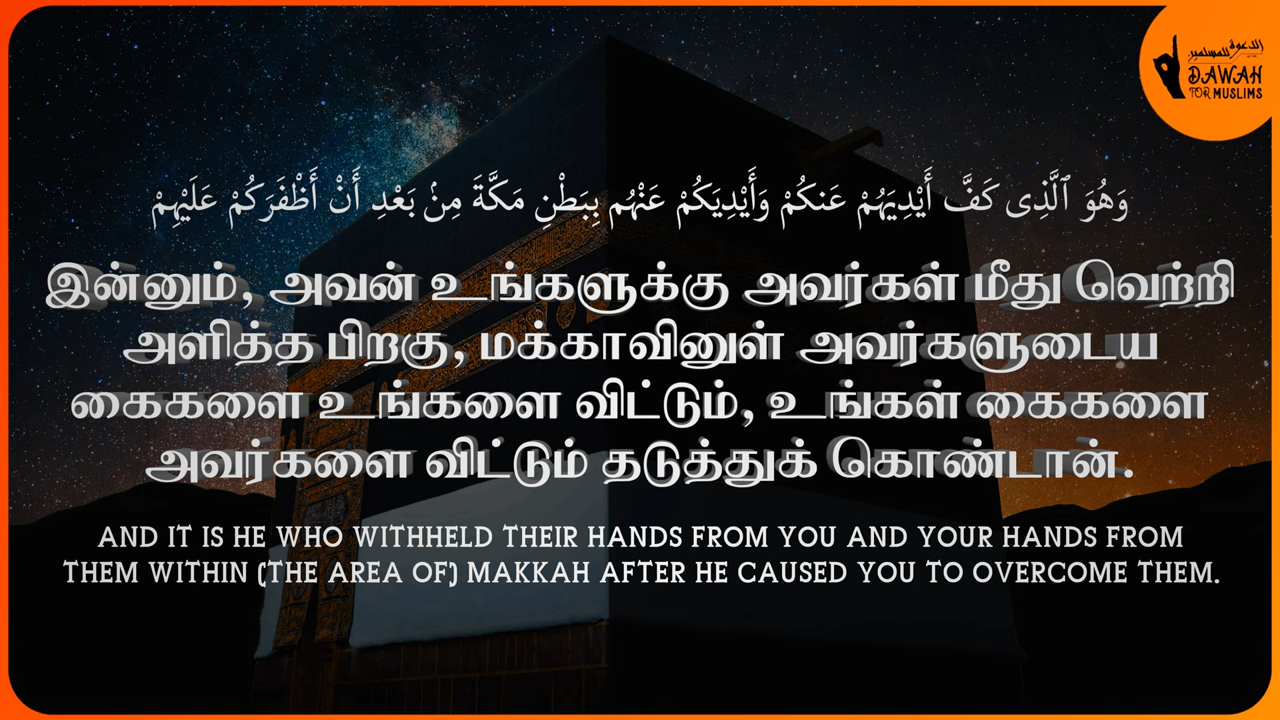 الدعوة للمسلمين
DAWAH
FOR MUSLIMS
وَهُوَ ٱلَّذِى كَفَّ أَيْدِيَهُمْ عَنكُمْ وَأَيْدِيَكُمْ عَنْهُم بِبَطْنِ مَكَّةَ مِنۢ بَعْدِ أَنْ أَظْفَرَكُمْ عَلَيْهِمْ
இன்னும், அவன் உங்களுக்கு அவர்கள் மீது வெற்றி
அளித்த பிறகு, மக்காவினுள் அவர்களுடைய
கைகளை உங்களை விட்டும், உங்கள் கைகளை
அவர்களை விட்டும் தடுத்துக் கொண்டான்.
AND IT IS HE WHO WITHHELD THEIR HANDS FROM YOU AND YOUR HANDS FROM
THEM WITHIN (THE AREA OF) MAKKAH AFTER HE CAUSED YOU TO OVERCOME THEM.